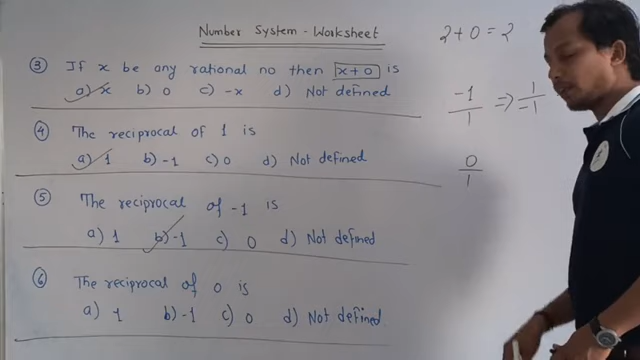 Number System - Worksheet
③ If x be any rational no then x+0 is
a) x b) 0 c) -x d) Not defined
④ The reciprocal of 1 is
a) 1 b) -1 c) 0 d) Not defined
⑤ The reciprocal of -1 is
a) 1 b) -1 c) 0 d) Not defined
⑥ The reciprocal of 0 is
a) 1 b) -1 c) 0 d) Not defined
2+0=2
-1/1 => 1/-1
0/1